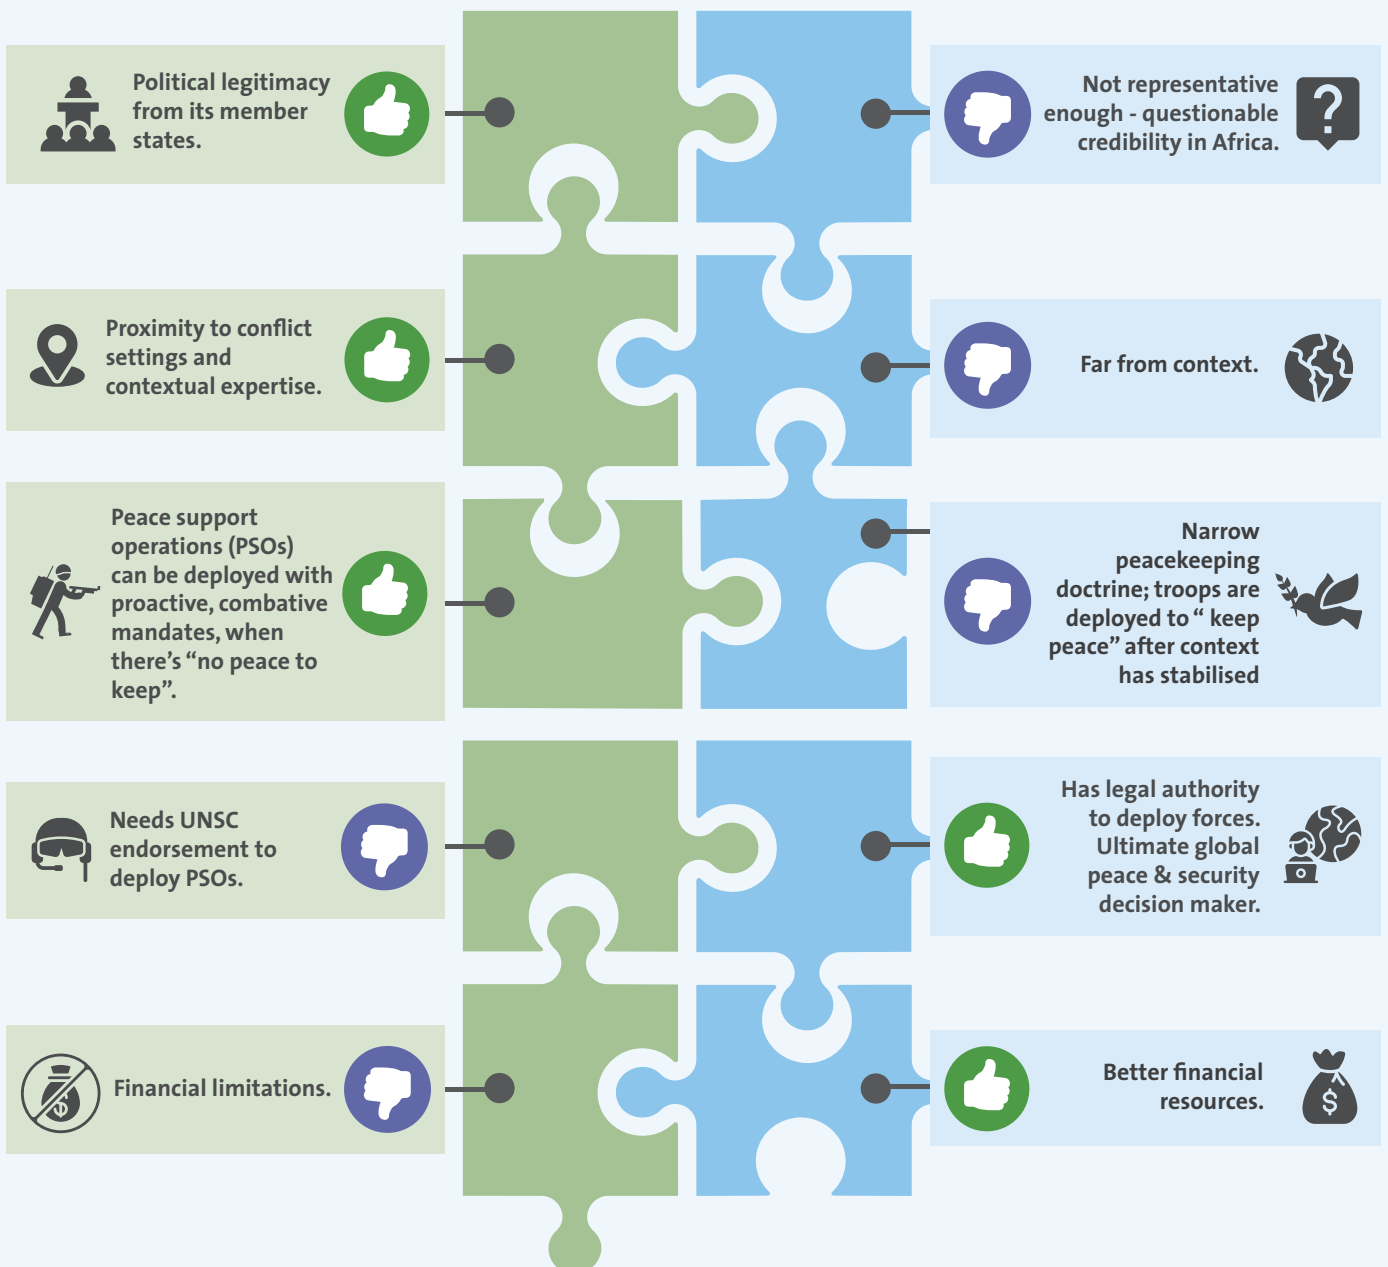 Political legitimacy
from its member
states.
Not representative
enough - questionable
credibility in Africa.
Proximity to conflict
settings and
contextual expertise.
Far from context.
Peace support
operations (PSOs)
can be deployed with
proactive, combative
mandates, when
there’s “no peace to
keep”.
Narrow
peacekeeping
doctrine; troops are
deployed to “ keep
peace” after context
has stabilised
Needs UNSC
endorsement to
deploy PSOs.
Has legal authority
to deploy forces.
Ultimate global
peace & security
decision maker.
Financial limitations.
Better financial
resources.